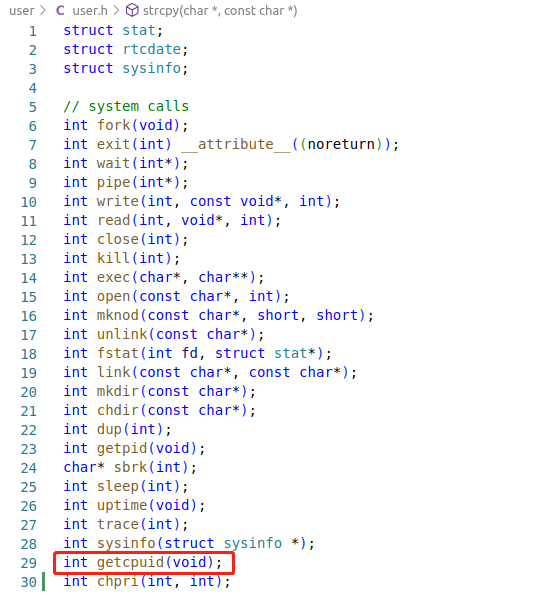 user > C user.h > strcpy(char *, const char *)
1 struct stat;
2 struct rtcdate;
3 struct sysinfo;
4
5 // system calls
6 int fork(void);
7 int exit(int) __attribute__((noreturn));
8 int wait(int*);
9 int pipe(int*);
10 int write(int, const void*, int);
11 int read(int, void*, int);
12 int close(int);
13 int kill(int);
14 int exec(char*, char**);
15 int open(const char*, int);
16 int mknod(const char*, short, short);
17 int unlink(const char*);
18 int fstat(int fd, struct stat*);
19 int link(const char*, const char*);
20 int mkdir(const char*);
21 int chdir(const char*);
22 int dup(int);
23 int getpid(void);
24 char* sbrk(int);
25 int sleep(int);
26 int uptime(void);
27 int trace(int);
28 int sysinfo(struct sysinfo *);
29 int getcpuid(void);
30 int chpri(int, int);